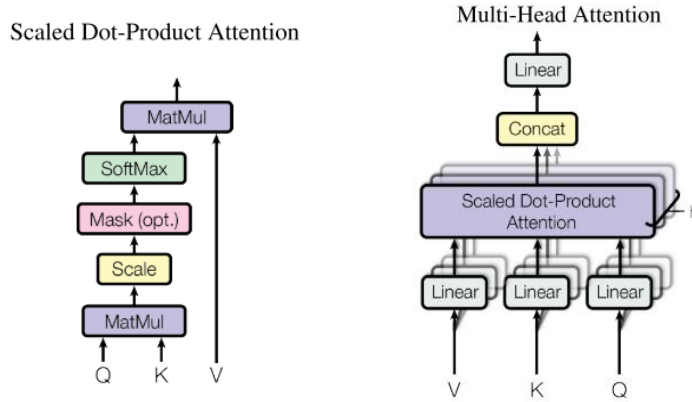 Scaled Dot-Product Attention
MatMul
SoftMax
Mask (opt.)
Scale
MatMul
Q K V
Multi-Head Attention
Linear
Concat
Scaled Dot-Product
Attention
Linear Linear Linear
V K Q